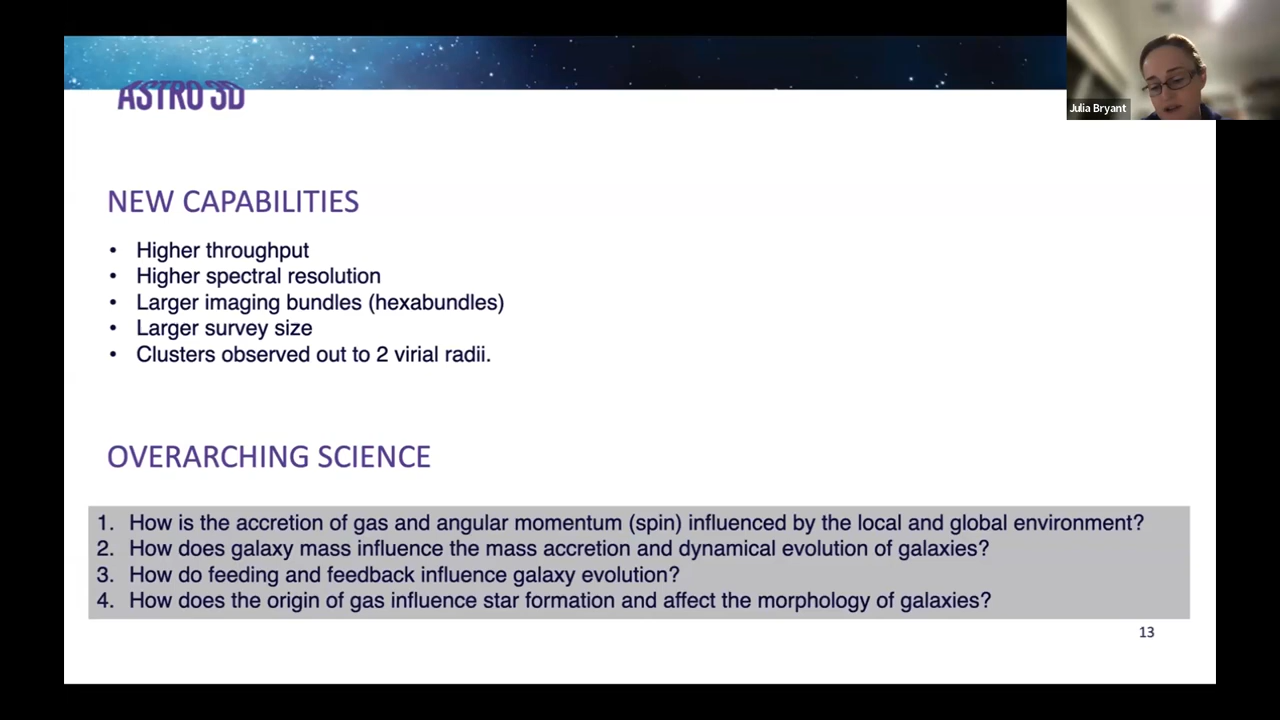 ASTRO 3D
Julia Bryant
NEW CAPABILITIES
• Higher throughput
• Higher spectral resolution
• Larger imaging bundles (hexabundles)
• Larger survey size
• Clusters observed out to 2 virial radii.
OVERARCHING SCIENCE
1. How is the accretion of gas and angular momentum (spin) influenced by the local and global environment?
2. How does galaxy mass influence the mass accretion and dynamical evolution of galaxies?
3. How do feeding and feedback influence galaxy evolution?
4. How does the origin of gas influence star formation and affect the morphology of galaxies?
13